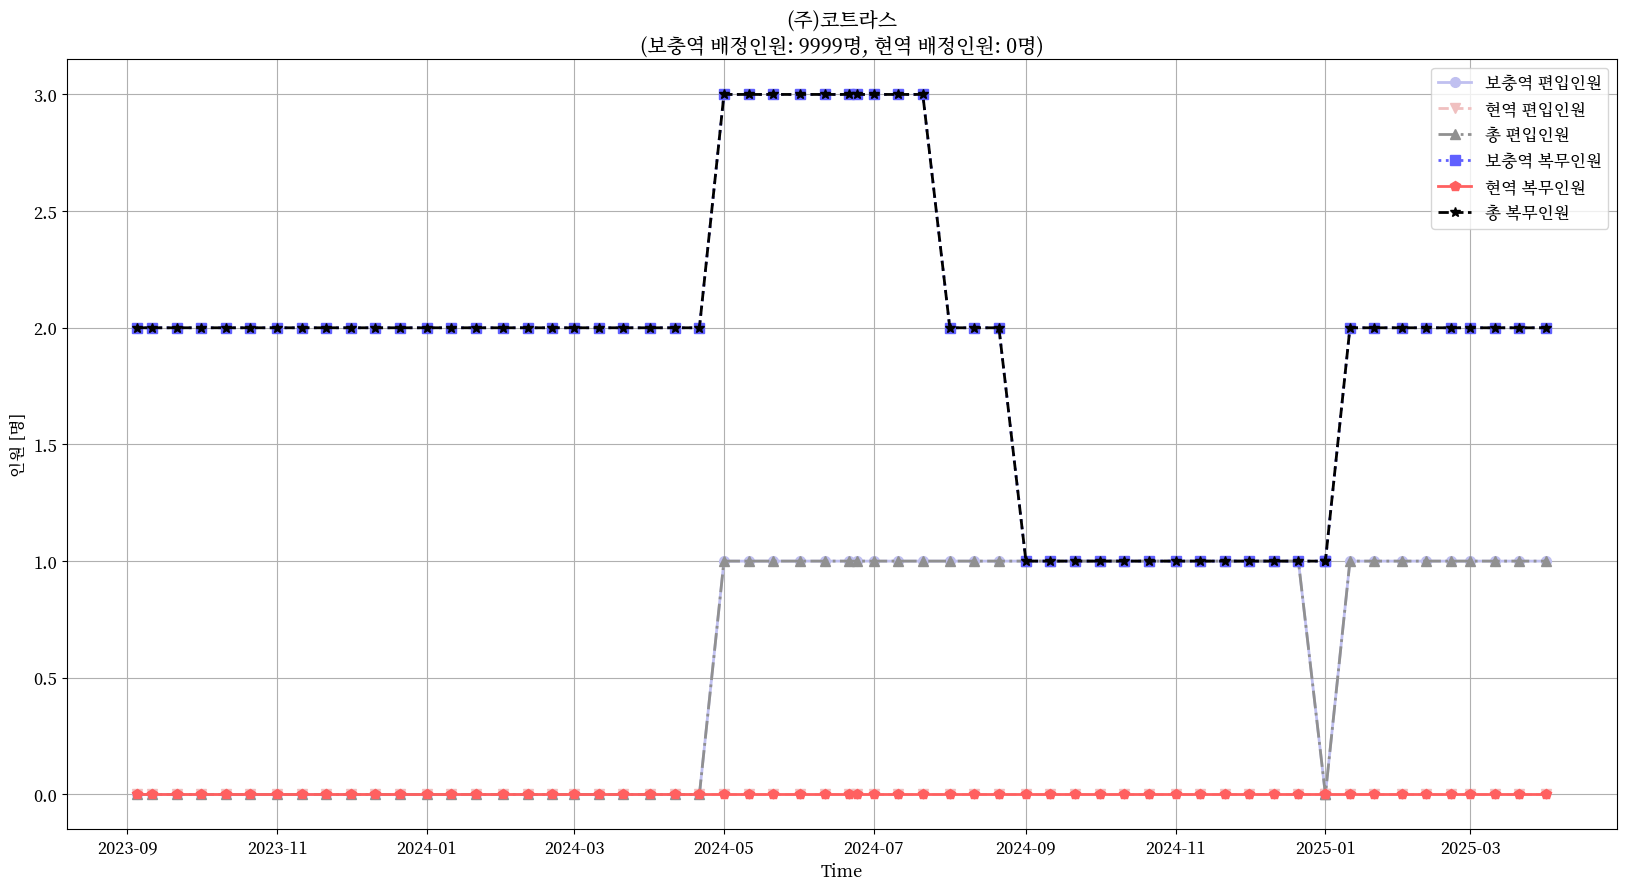 (주)코트라스
(보충역 배정인원: 9999명, 현역 배정인원: 0명)
보충역 편입인원
현역 편입인원
총 편입인원
보충역 복무인원
현역 복무인원
총 복무인원
인원 [명]
3.0
2.5
2.0
1.5
1.0
0.5
0.0
2023-09 2023-11 2024-01 2024-03 2024-05 2024-07 2024-09 2024-11 2025-01 2025-03
Time